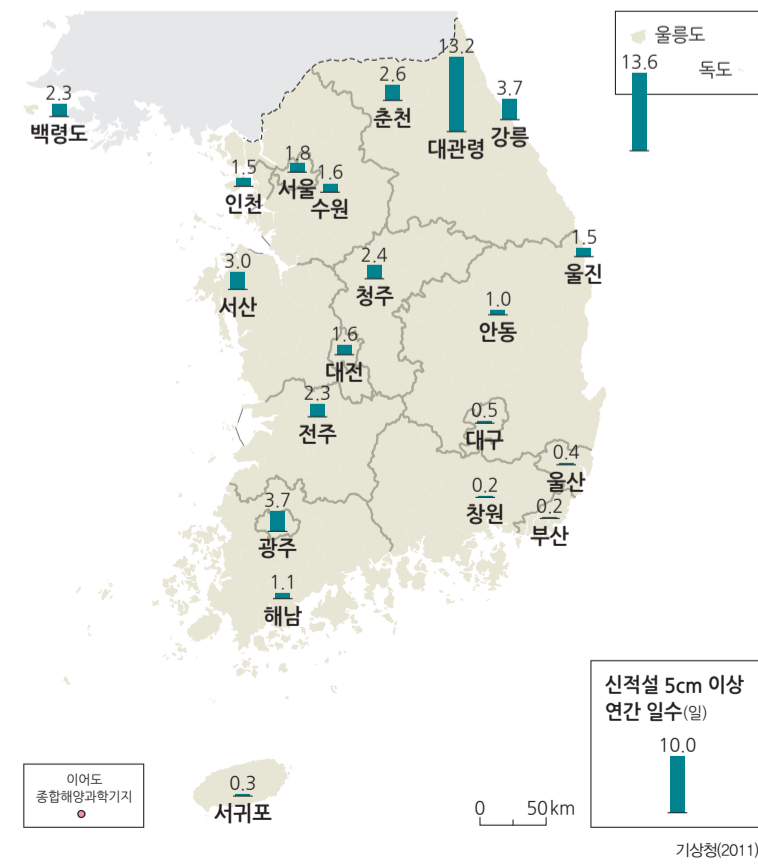 울릉도
13.6
독도
13.2
2.6
춘천
3.7
대관령
강릉
2.3
백령도
1.8
서울
1.6
수원
1.5
인천
1.5
울진
3.0
서산
2.4
청주
1.0
안동
1.6
대전
2.3
전주
0.5
대구
0.4
울산
0.2
창원
0.2
부산
3.7
광주
1.1
해남
0.3
서귀포
이어도
종합해양과학기지
0 50km
신적설 5cm 이상
연간 일수(일)
10.0
기상청(2011)